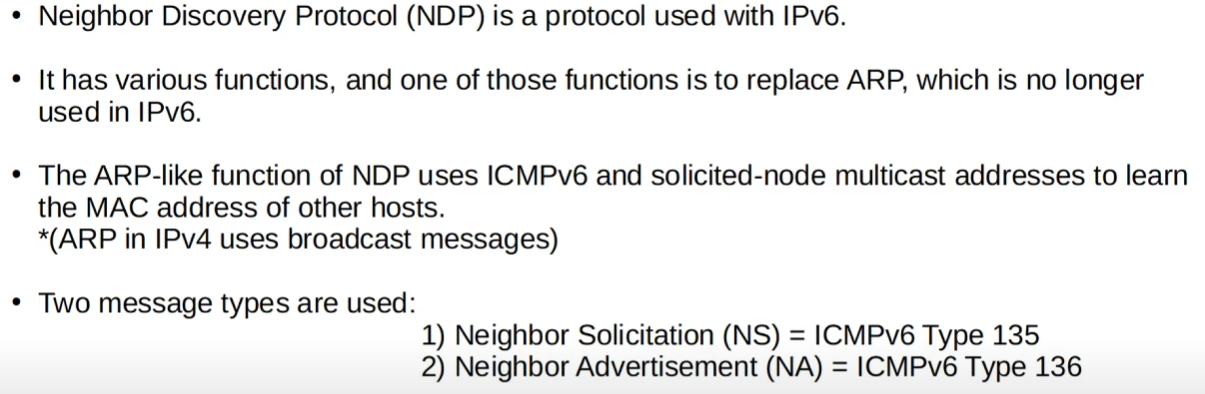 • Neighbor Discovery Protocol (NDP) is a protocol used with IPv6.
• It has various functions, and one of those functions is to replace ARP, which is no longer
used in IPv6.
• The ARP-like function of NDP uses ICMPv6 and solicited-node multicast addresses to learn
the MAC address of other hosts.
*(ARP in IPv4 uses broadcast messages)
• Two message types are used:
1) Neighbor Solicitation (NS) = ICMPv6 Type 135
2) Neighbor Advertisement (NA) = ICMPv6 Type 136